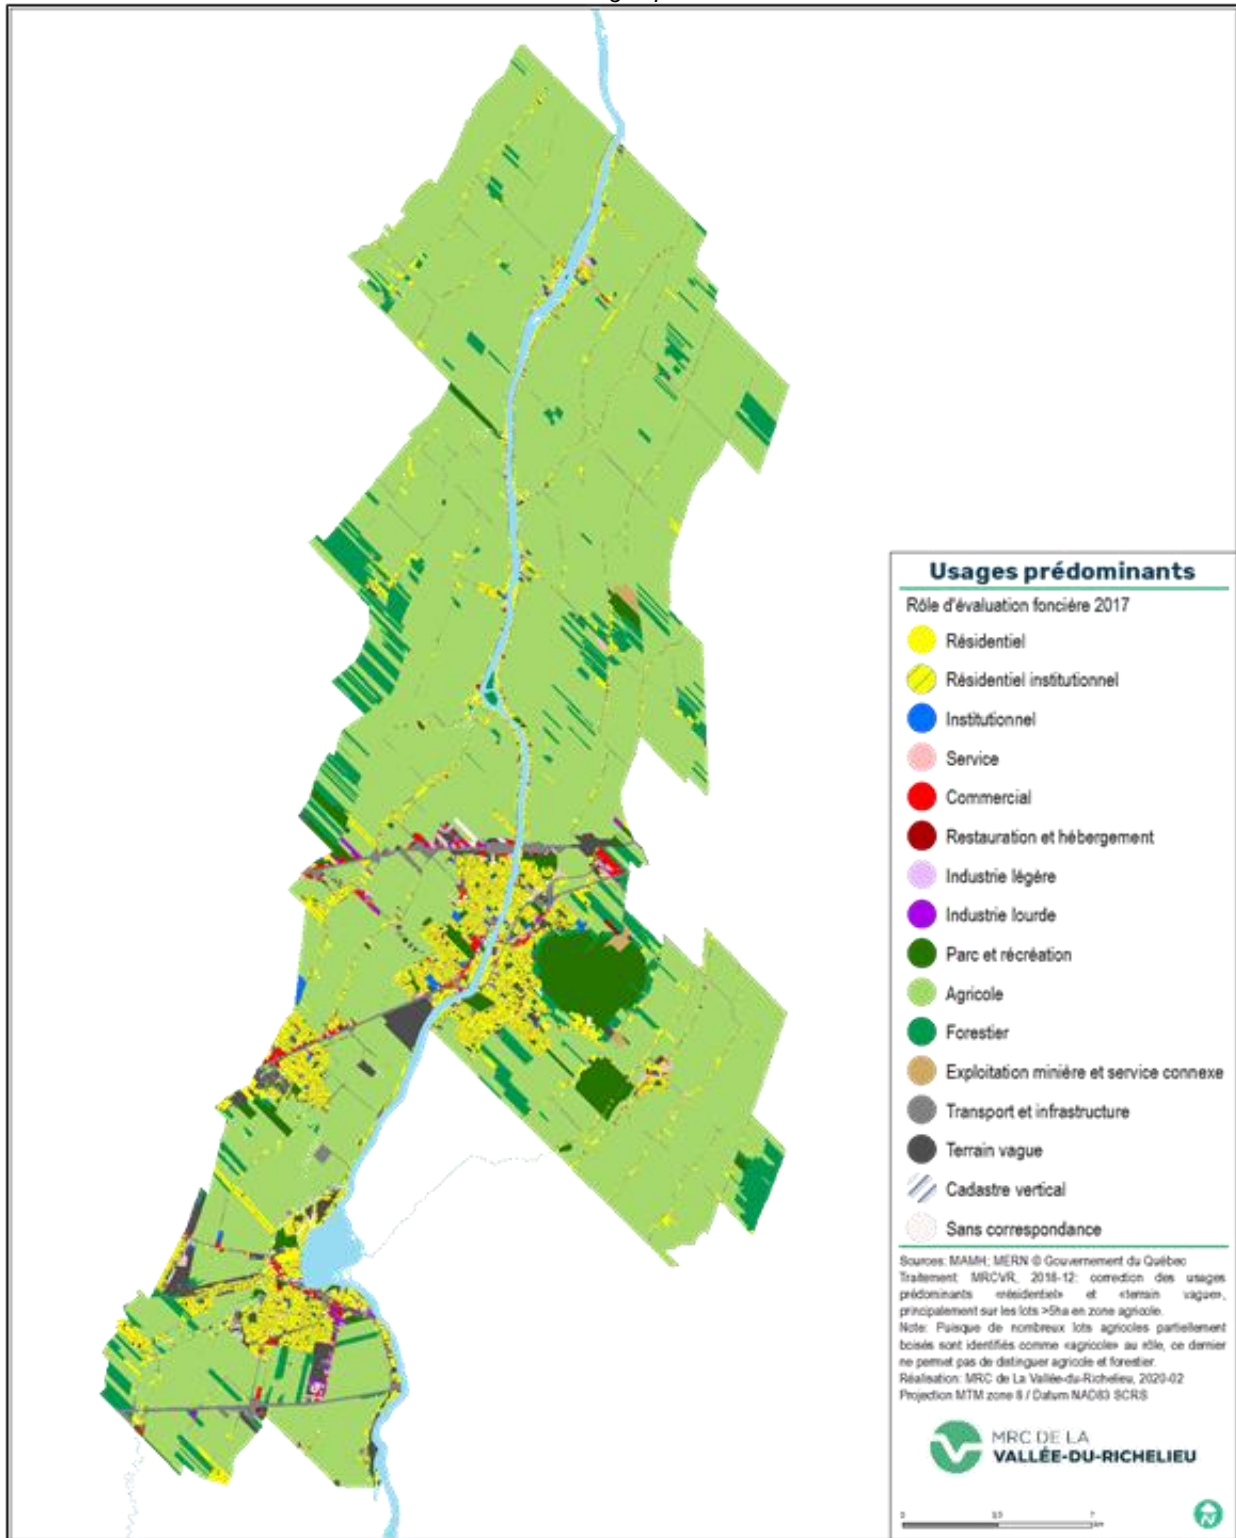 Usages prédominants
Rôle d'évaluation foncière 2017
Résidentiel
Résidentiel institutionnel
Institutionnel
Service
Commercial
Restauration et hébergement
Industrie légère
Industrie lourde
Parc et récréation
Agricole
Forestier
Exploitation minière et service connexe
Transport et infrastructure
Terrain vague
Cadastre vertical
Sans correspondance
Sources: MAMH; MERN © Gouvernement du Québec
Traitement: MRCVR, 2018-12: correction des usages
prédominants «résidentiel» et «terrain vague»,
principalement sur les lots >5ha en zone agricole.
Note: Puisque de nombreux lots agricoles partiellement
boisés sont identifiés comme «agricole» au rôle, ce dernier
ne permet pas de distinguer agricole et forestier.
Réalisation: MRC de La Vallée-du-Richelieu, 2020-02
Projection MTM zone 8 / Datum NAD83 SCRS
MRC DE LA
VALLÉE-DU-RICHELIEU
N